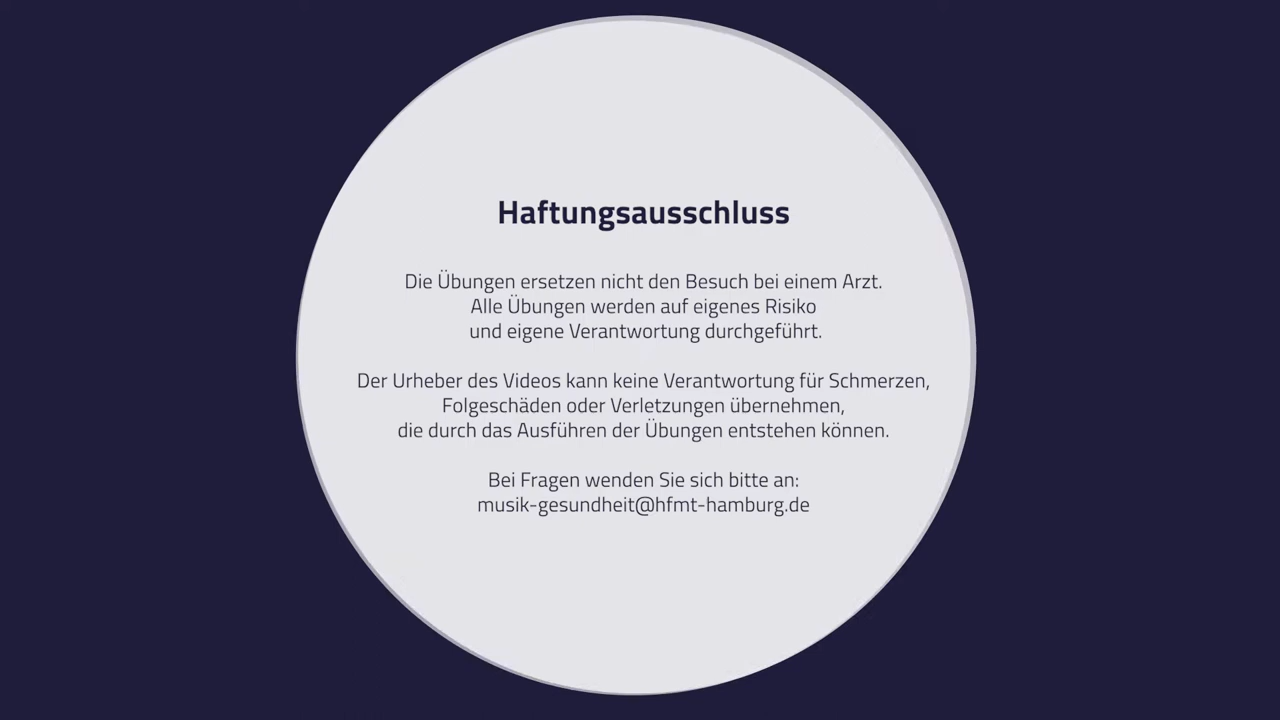 Haftungsausschluss
Die Übungen ersetzen nicht den Besuch bei einem Arzt.
Alle Übungen werden auf eigenes Risiko
und eigene Verantwortung durchgeführt.
Der Urheber des Videos kann keine Verantwortung für Schmerzen,
Folgeschäden oder Verletzungen übernehmen,
die durch das Ausführen der Übungen entstehen können.
Bei Fragen wenden Sie sich bitte an:
musik-gesundheit@hfmt-hamburg.de